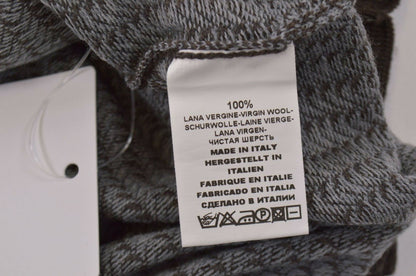 100%
LANA VERGINE-VIRGIN WOOL-
SCHURWOLLE-LAINE VIERGE-
LANA VIRGEN-
ЧИСТАЯ ШЕРСТЬ
MADE IN ITALY
HERGESTELLT IN
ITALIEN
FABRIQUE EN ITALIE
FABRICADO EN ITALIA
СДЕЛАНО В ИТАЛИИ